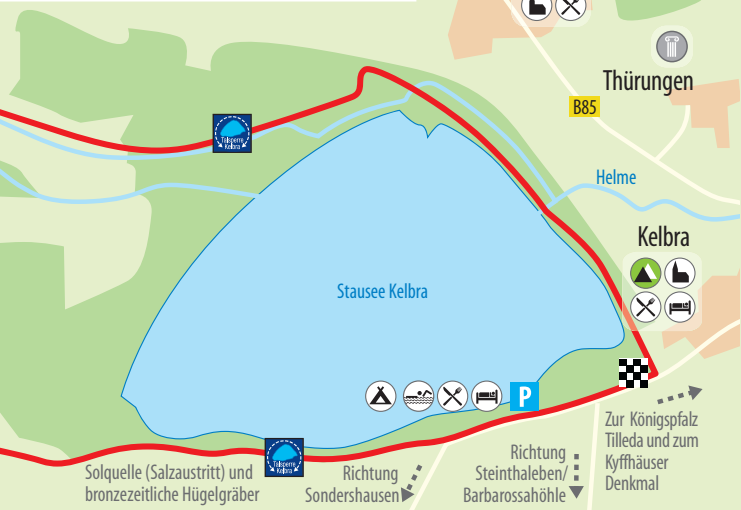 Thürungen
B85
Talsperre
Kelbra
Helme
Kelbra
Stausee Kelbra
P
Zur Königspfalz
Tilleda und zum
Kyffhäuser
Denkmal
Talsperre
Kelbra
Solquelle (Salzaustritt) und
bronzezeitliche Hügelgräber
Richtung
Sondershausen
Richtung
Steinthaleben/
Barbarossahöhle